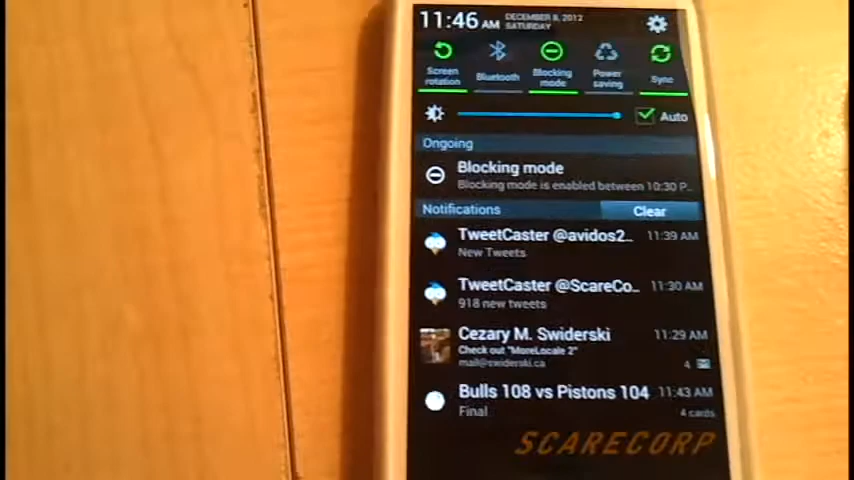 11:46 AM DECEMBER 8, 2012
SATURDAY
Screen rotation
Bluetooth
Blocking mode
Power saving
Sync
Auto
Ongoing
Blocking mode
Blocking mode is enabled between 10:30 P..
Notifications Clear
TweetCaster @avidos2… 11:39 AM
New Tweets
TweetCaster @ScareCo… 11:30 AM
918 new tweets
Cezary M. Swiderski 11:29 AM
Check out "MoreLocale 2"
mail@swiderski.ca 4
Bulls 108 vs Pistons 104 11:43 AM
Final 4 cards
SCARECORP